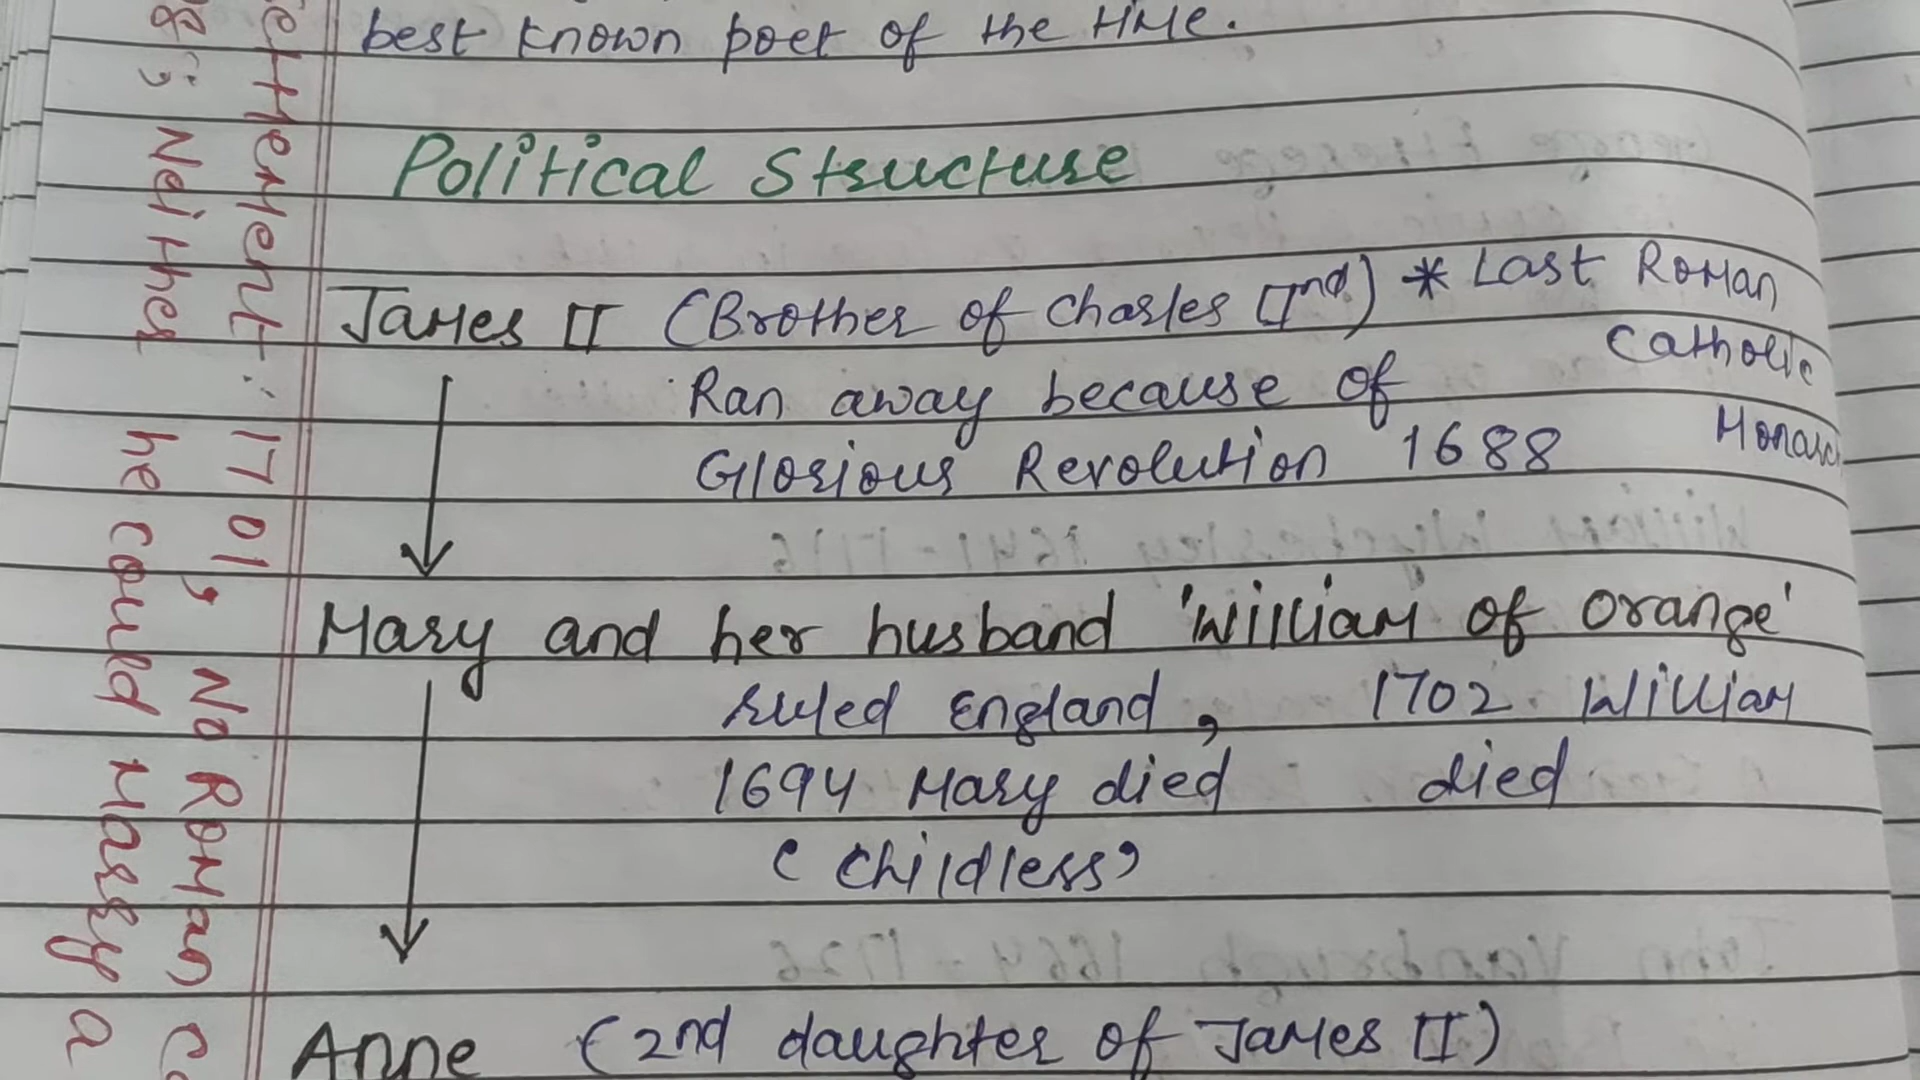 best known poet of the time.
Political Structure
James II (Brother of Charles IInd) * Last Roman
Catholic
Ran away because of
Glorious Revolution 1688
Mary and her husband 'William of Orange'
ruled England, 1702 William
1694 Mary died died
(Childless)
Anne (2nd daughter of James II)
1701, No Roman
Neither he could Marry a